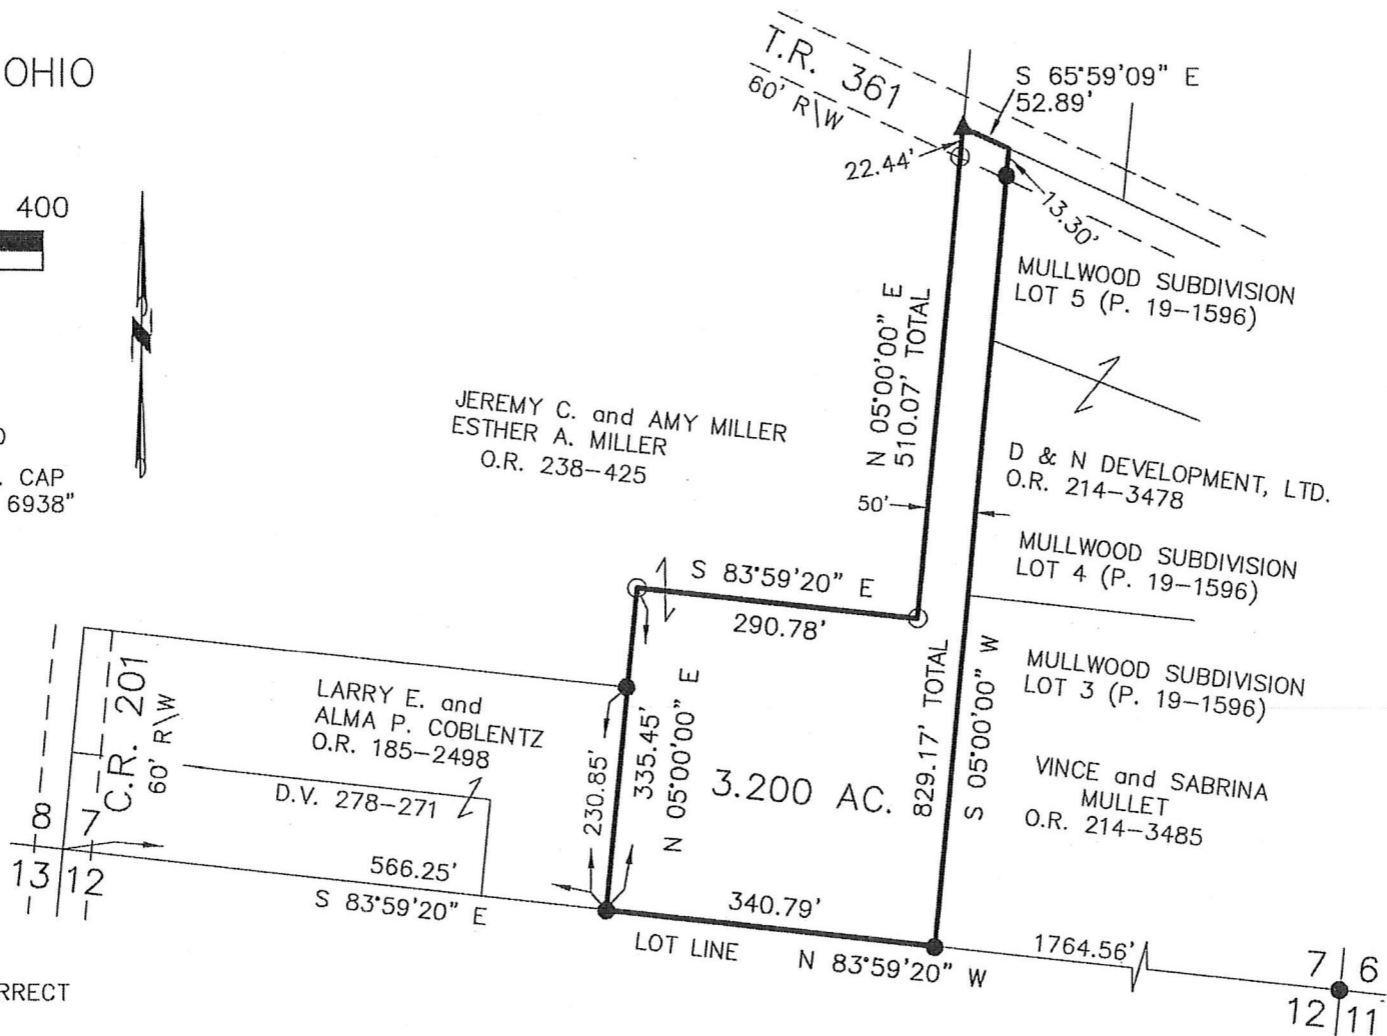 OHIO
400
0
. CAP
6938"
T.R. 361
60' R\W
S 65°59'09" E
52.89'
22.44'
13.30'
MULLWOOD SUBDIVISION
LOT 5 (P. 19-1596)
N 05°00'00" E
510.07' TOTAL
JEREMY C. and AMY MILLER
ESTHER A. MILLER
O.R. 238-425
D & N DEVELOPMENT, LTD.
O.R. 214-3478
50'
MULLWOOD SUBDIVISION
LOT 4 (P. 19-1596)
S 83°59'20" E
290.78'
C.R. 201
60' R\W
LARRY E. and
ALMA P. COBLENTZ
O.R. 185-2498
D.V. 278-271
230.85'
335.45'
N 05°00'00" E
3.200 AC.
829.17' TOTAL
S 05°00'00" W
MULLWOOD SUBDIVISION
LOT 3 (P. 19-1596)
VINCE and SABRINA
MULLET
O.R. 214-3485
8 7
13 12
566.25'
S 83°59'20" E
340.79'
LOT LINE N 83°59'20" W
1764.56'
7 6
12 11
RRECT